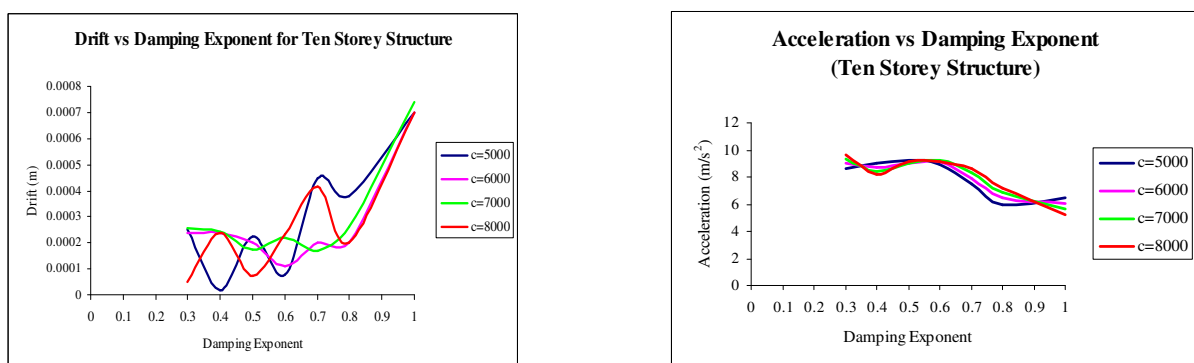 Drift vs Damping Exponent for Ten Storey Structure
0.0008
0.0007
0.0006
0.0005
0.0004
0.0003
0.0002
0.0001
0
Drift (m)
0 0.1 0.2 0.3 0.4 0.5 0.6 0.7 0.8 0.9 1
Damping Exponent
c=5000
c=6000
c=7000
c=8000
Acceleration vs Damping Exponent
(Ten Storey Structure)
12
10
8
6
4
2
0
Acceleration (m/s²)
0 0.1 0.2 0.3 0.4 0.5 0.6 0.7 0.8 0.9 1
Damping Exponent
c=5000
c=6000
c=7000
c=8000